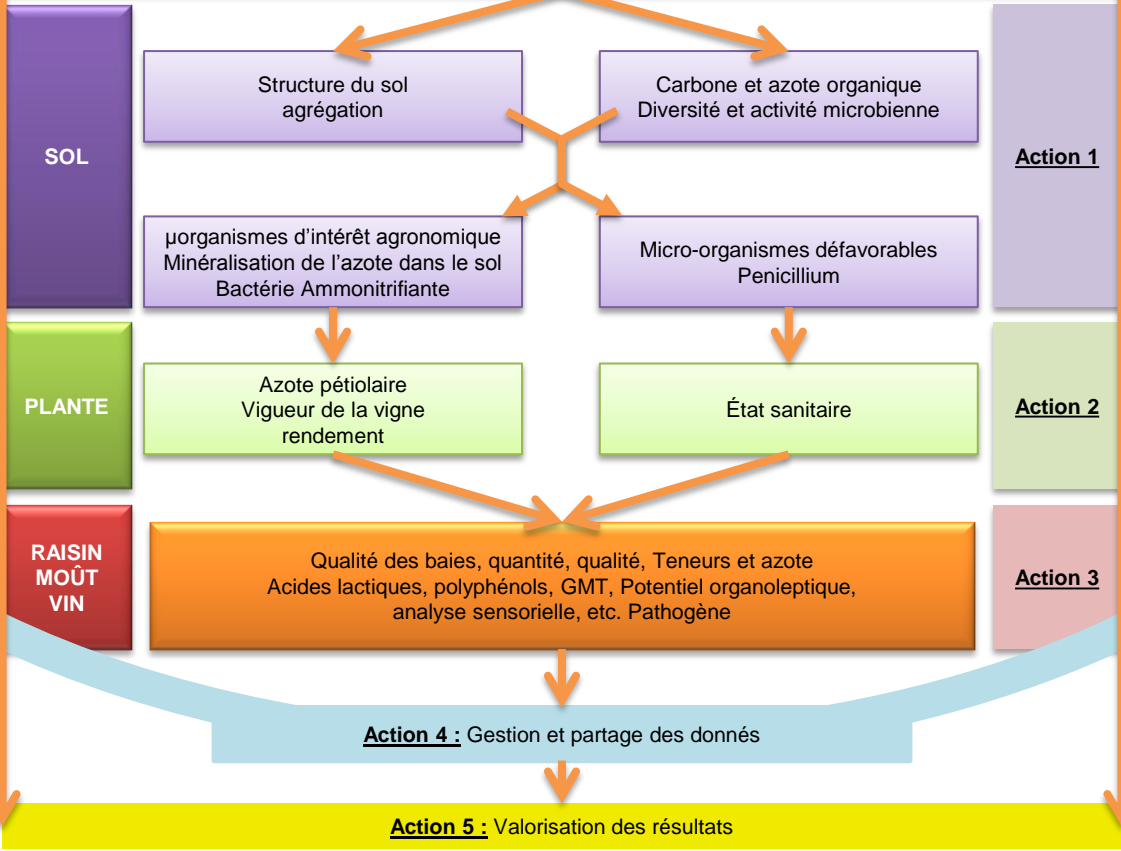 SOL
Structure du sol
agrégation
Carbone et azote organique
Diversité et activité microbienne
Action 1
µorganismes d’intérêt agronomique
Minéralisation de l’azote dans le sol
Bactérie Ammonitrifiante
Micro-organismes défavorables
Penicillium
PLANTE
Azote pétiolaire
Vigueur de la vigne
rendement
État sanitaire
Action 2
RAISIN
MOÛT
VIN
Qualité des baies, quantité, qualité, Teneurs et azote
Acides lactiques, polyphénols, GMT, Potentiel organoleptique,
analyse sensorielle, etc. Pathogène
Action 3
Action 4 : Gestion et partage des donnés
Action 5 : Valorisation des résultats